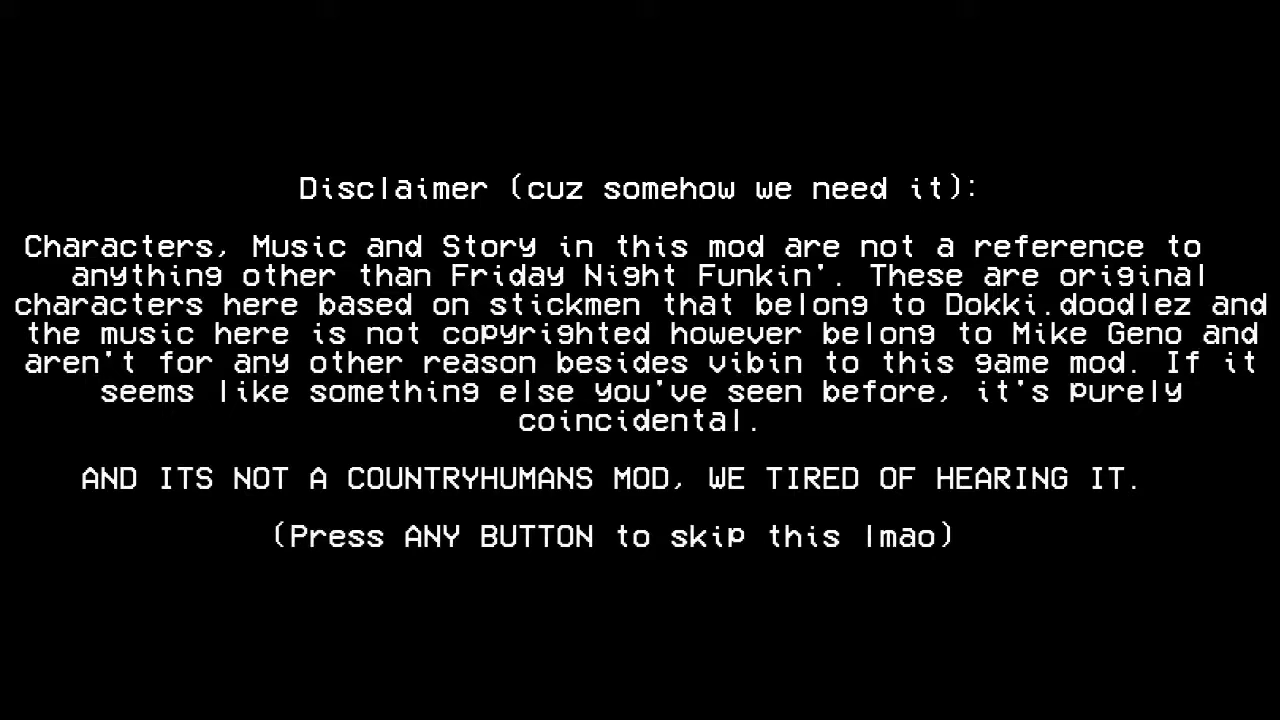 Disclaimer (cuz somehow we need it):
Characters, Music and Story in this mod are not a reference to
anything other than Friday Night Funkin'. These are original
characters here based on stickmen that belong to Dokki.doodlez and
the music here is not copyrighted however belong to Mike Geno and
aren't for any other reason besides vibin to this game mod. If it
seems like something else you've seen before, it's purely
coincidental.
AND ITS NOT A COUNTRYHUMANS MOD, WE TIRED OF HEARING IT.
(Press ANY BUTTON to skip this lmao)